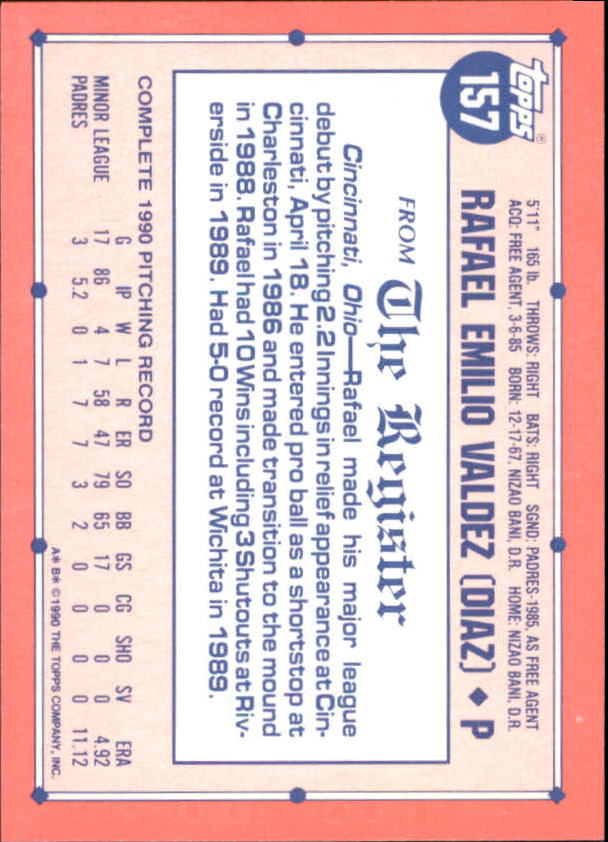 topps®
157
5'11" 165 lb. THROWS: RIGHT BATS: RIGHT SGND: PADRES-1985, AS FREE AGENT
ACQ: FREE AGENT, 3-6-85 BORN: 12-17-67, NIZAO BANI, D.R. HOME: NIZAO BANI, D.R.
RAFAEL EMILIO VALDEZ (DIAZ) ◆ P
FROM The Register
Cincinnati, Ohio—Rafael made his major league
debut by pitching 2.2 Innings in relief appearance at Cin-
cinnati, April 18. He entered pro ball as a shortstop at
Charleston in 1986 and made transition to the mound
in 1988. Rafael had 10 Wins including 3 Shutouts at Riv-
erside in 1989. Had 5-0 record at Wichita in 1989.
COMPLETE 1990 PITCHING RECORD
G IP W L R ER SO BB GS CG SHO SV ERA
MINOR LEAGUE 17 86 4 7 58 47 79 65 17 0 0 0 4.92
PADRES 3 5.2 0 1 7 7 3 2 0 0 0 0 11.12
A* B* ©1990 THE TOPPS COMPANY, INC.